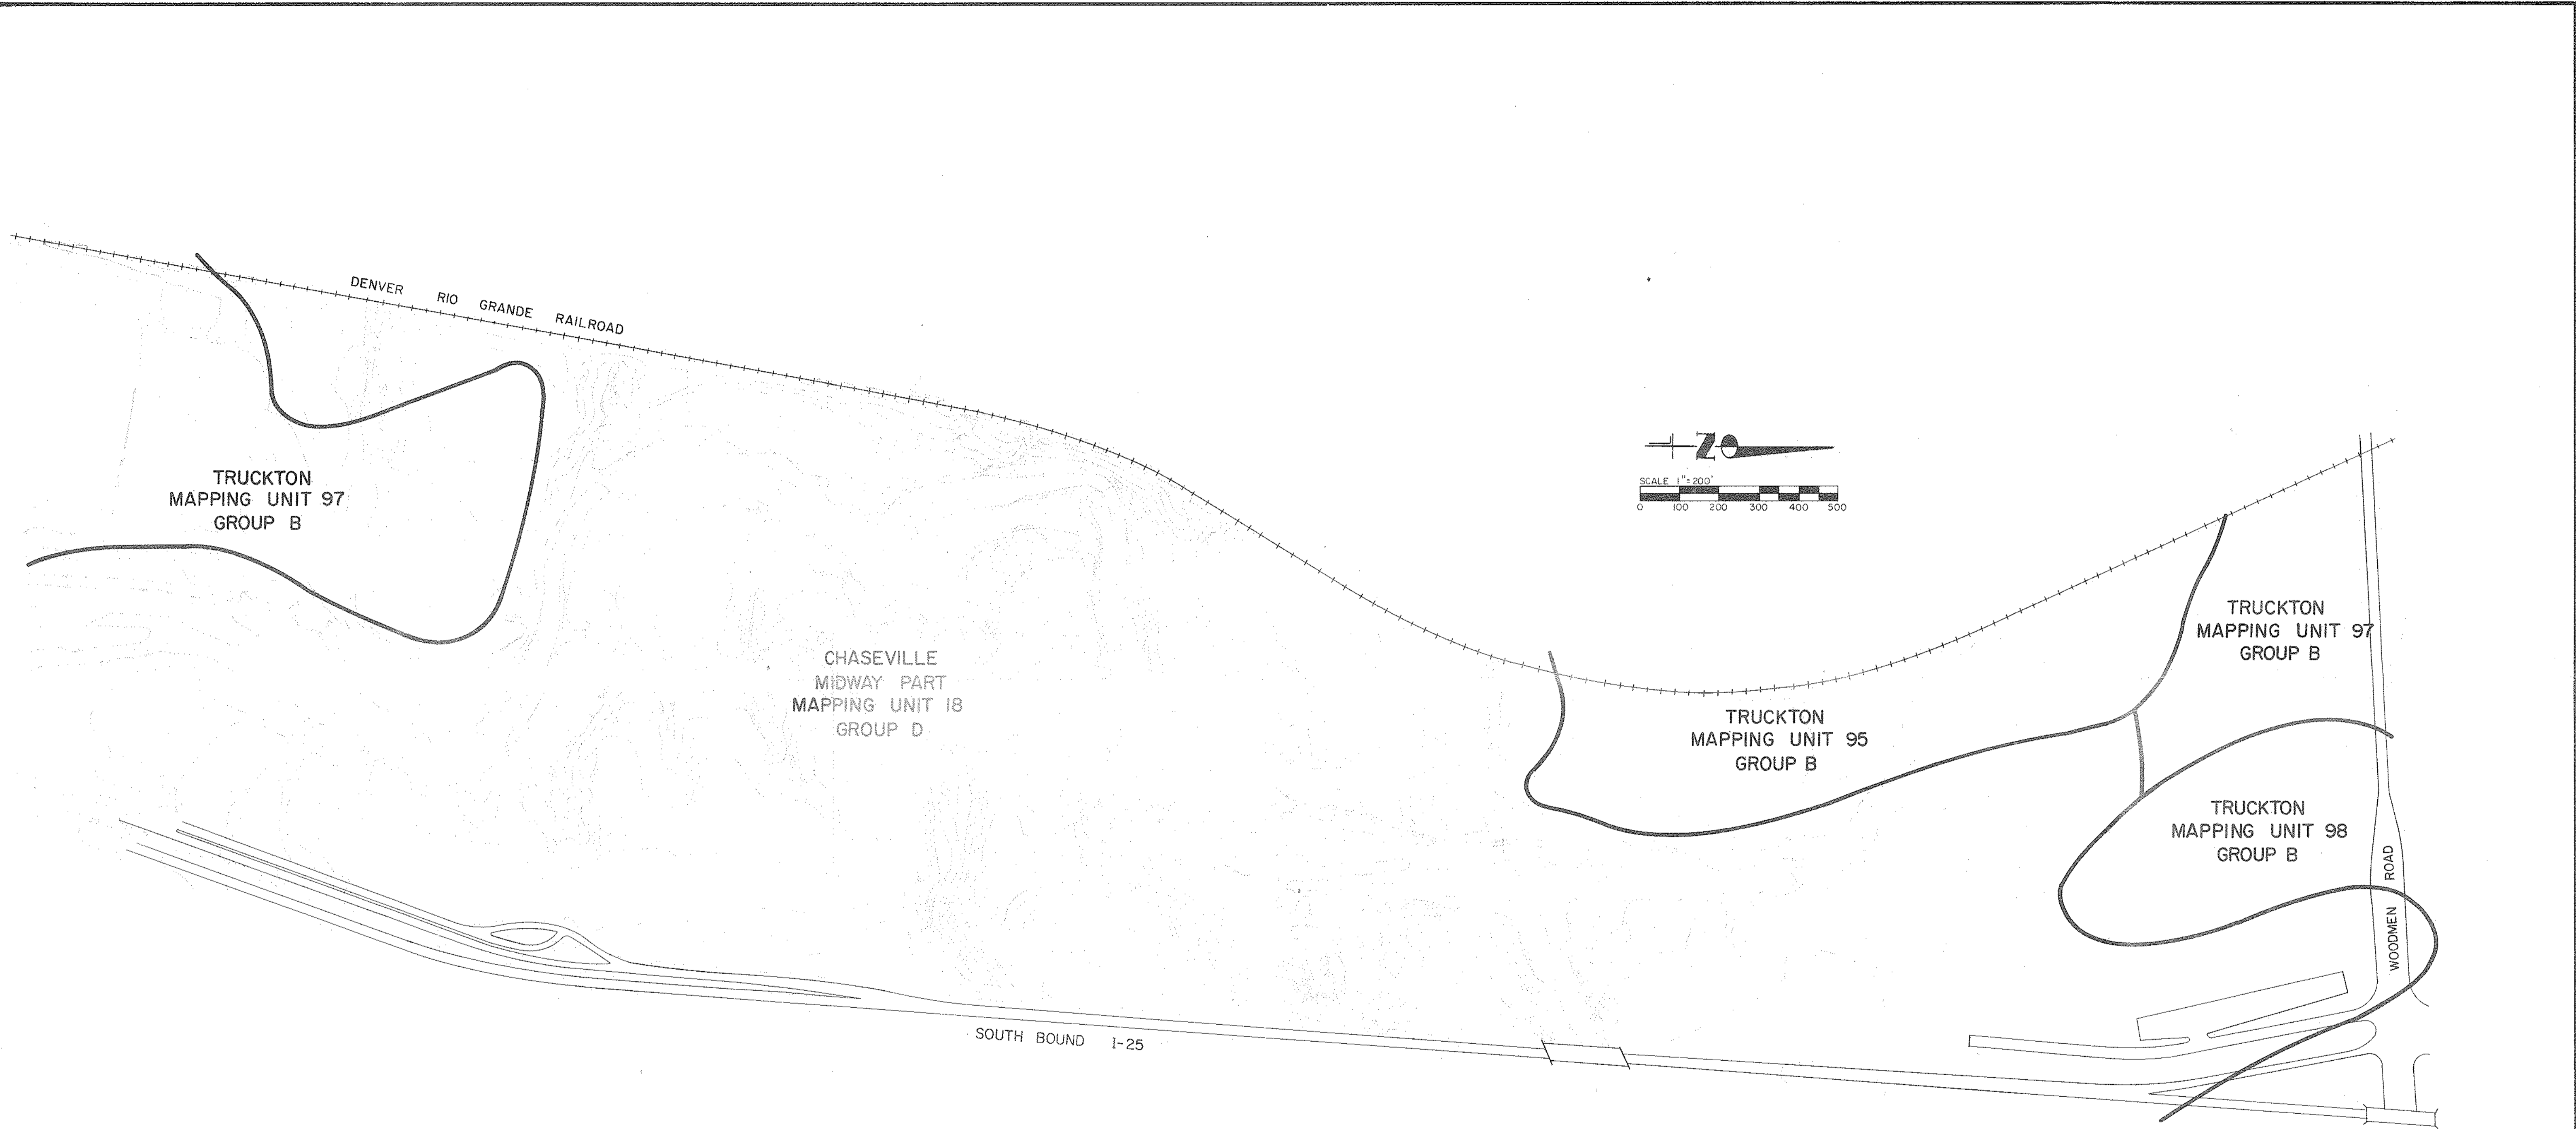 DENVER RIO GRANDE RAILROAD
TRUCKTON
MAPPING UNIT 97
GROUP B
CHASEVILLE
MIDWAY PART
MAPPING UNIT 18
GROUP D
N
SCALE 1"=200'
0 100 200 300 400 500
TRUCKTON
MAPPING UNIT 95
GROUP B
TRUCKTON
MAPPING UNIT 97
GROUP B
TRUCKTON
MAPPING UNIT 98
GROUP B
WOODMEN ROAD
SOUTH BOUND I-25